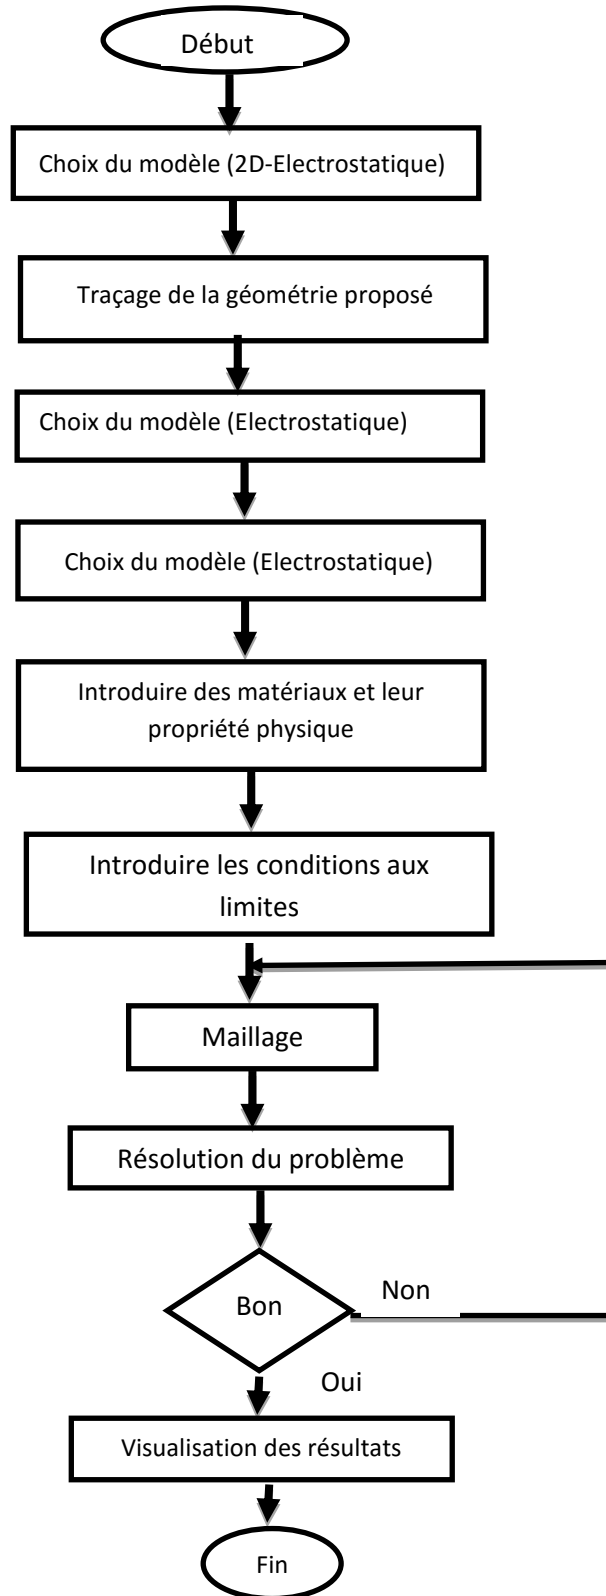 Début
Choix du modèle (2D-Electrostatique)
Traçage de la géométrie proposé
Choix du modèle (Electrostatique)
Choix du modèle (Electrostatique)
Introduire des matériaux et leur
propriété physique
Introduire les conditions aux
limites
Maillage
Résolution du problème
Bon
Non
Oui
Visualisation des résultats
Fin